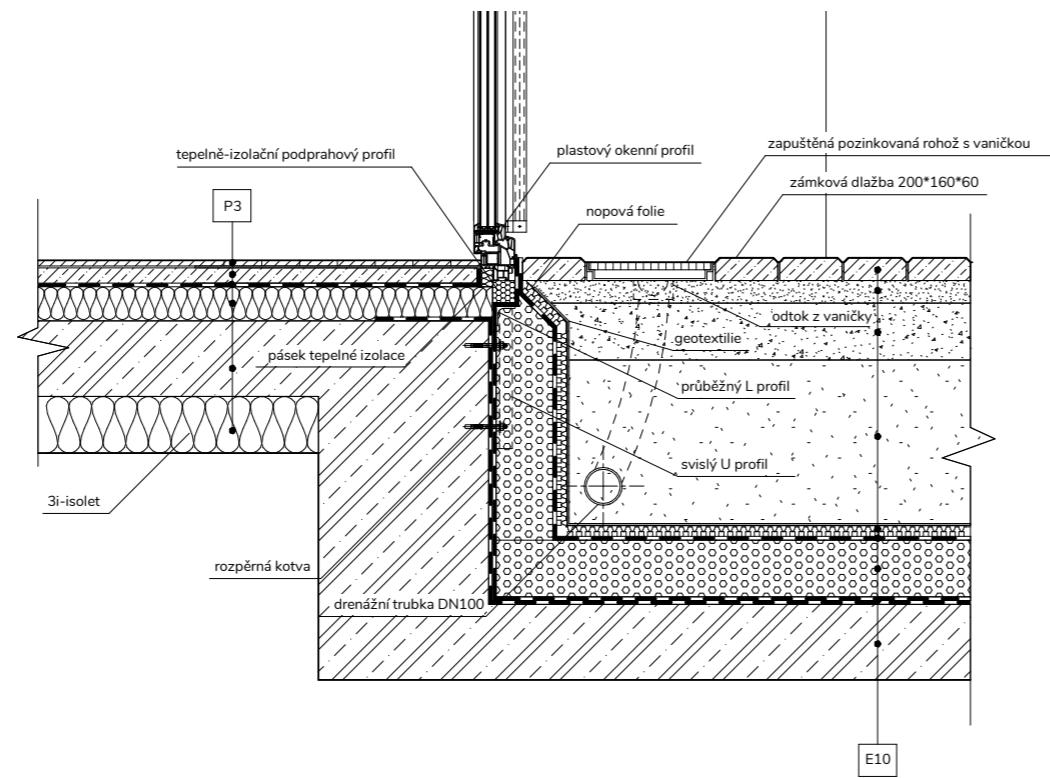 zapuštěná pozinkovaná rohož s vaničkou
plastový okenní profil
tepelně-izolační podprahový profil
zámková dlažba 200*160*60
P3
nopová folie
odtok z vaničky
geotextilie
pásek tepelné izolace
průběžný L profil
svislý U profil
3i-isolet
rozpěrná kotva
drenážní trubka DN100
E10